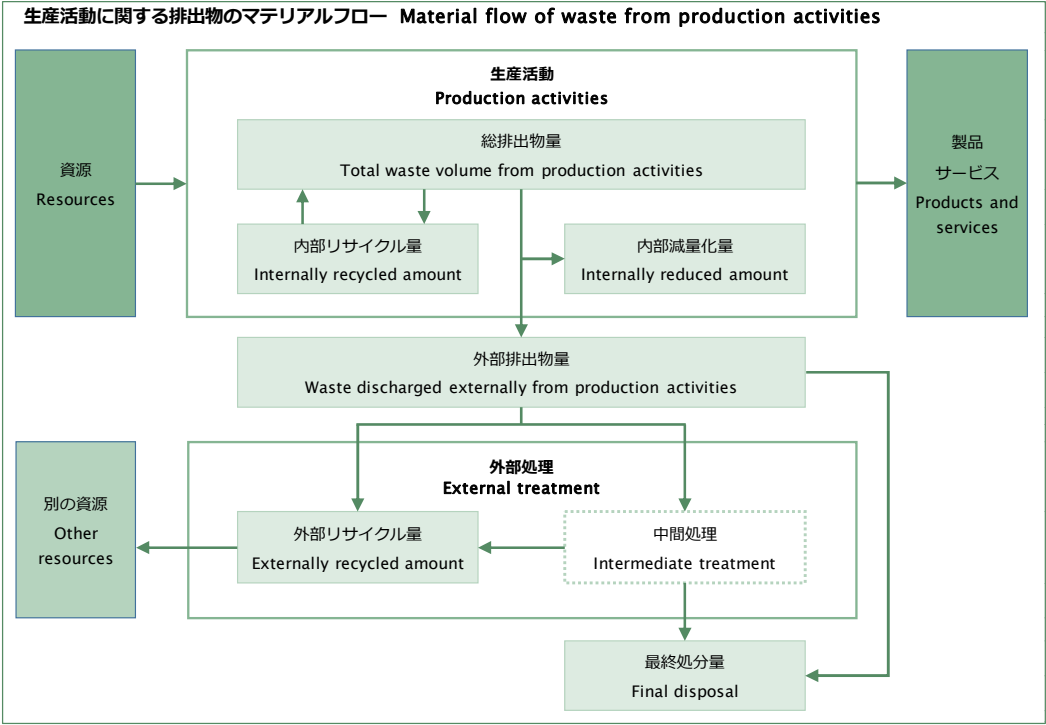 生産活動に関する排出物のマテリアルフロー Material flow of waste from production activities
生産活動
Production activities
総排出物量
Total waste volume from production activities
資源
Resources
製品
サービス
Products and
services
内部リサイクル量
Internally recycled amount
内部減量化量
Internally reduced amount
外部排出物量
Waste discharged externally from production activities
外部処理
External treatment
別の資源
Other
resources
外部リサイクル量
Externally recycled amount
中間処理
Intermediate treatment
最終処分量
Final disposal